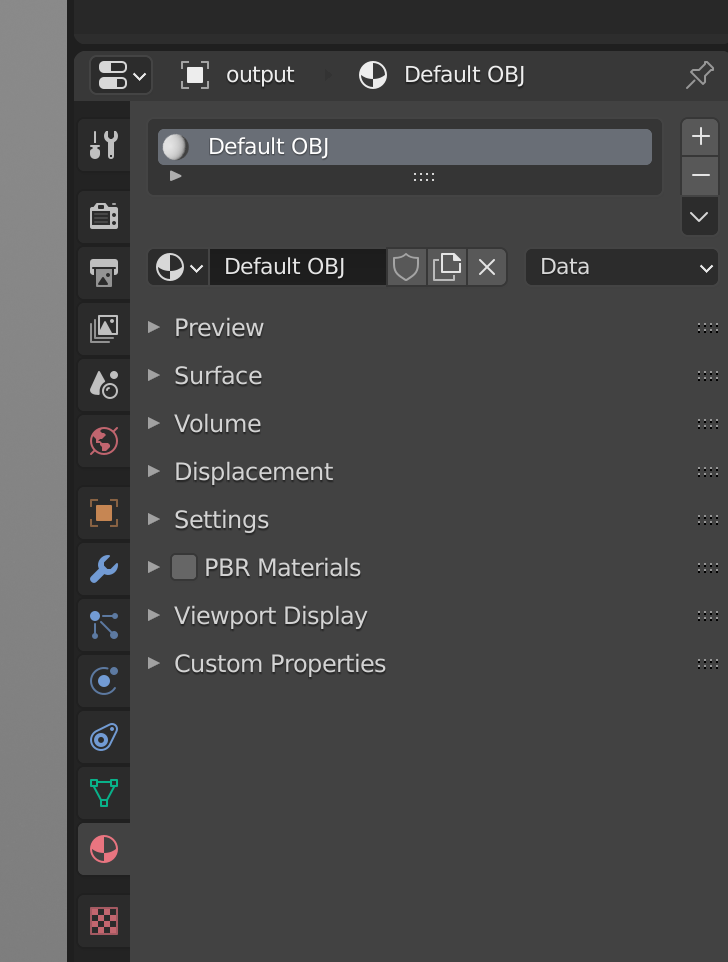 output Default OBJ
Default OBJ
Default OBJ Data
Preview
Surface
Volume
Displacement
Settings
PBR Materials
Viewport Display
Custom Properties